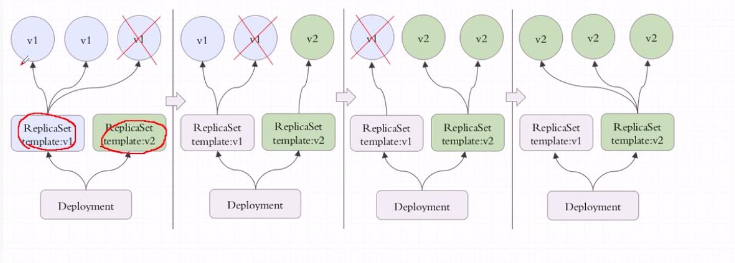 v1
v1
v1
ReplicaSet
template:v1
ReplicaSet
template:v2
Deployment
v1
v1
v2
ReplicaSet
template:v1
ReplicaSet
template:v2
Deployment
v1
v2
v2
ReplicaSet
template:v1
ReplicaSet
template:v2
Deployment
v2
v2
v2
ReplicaSet
template:v1
ReplicaSet
template:v2
Deployment